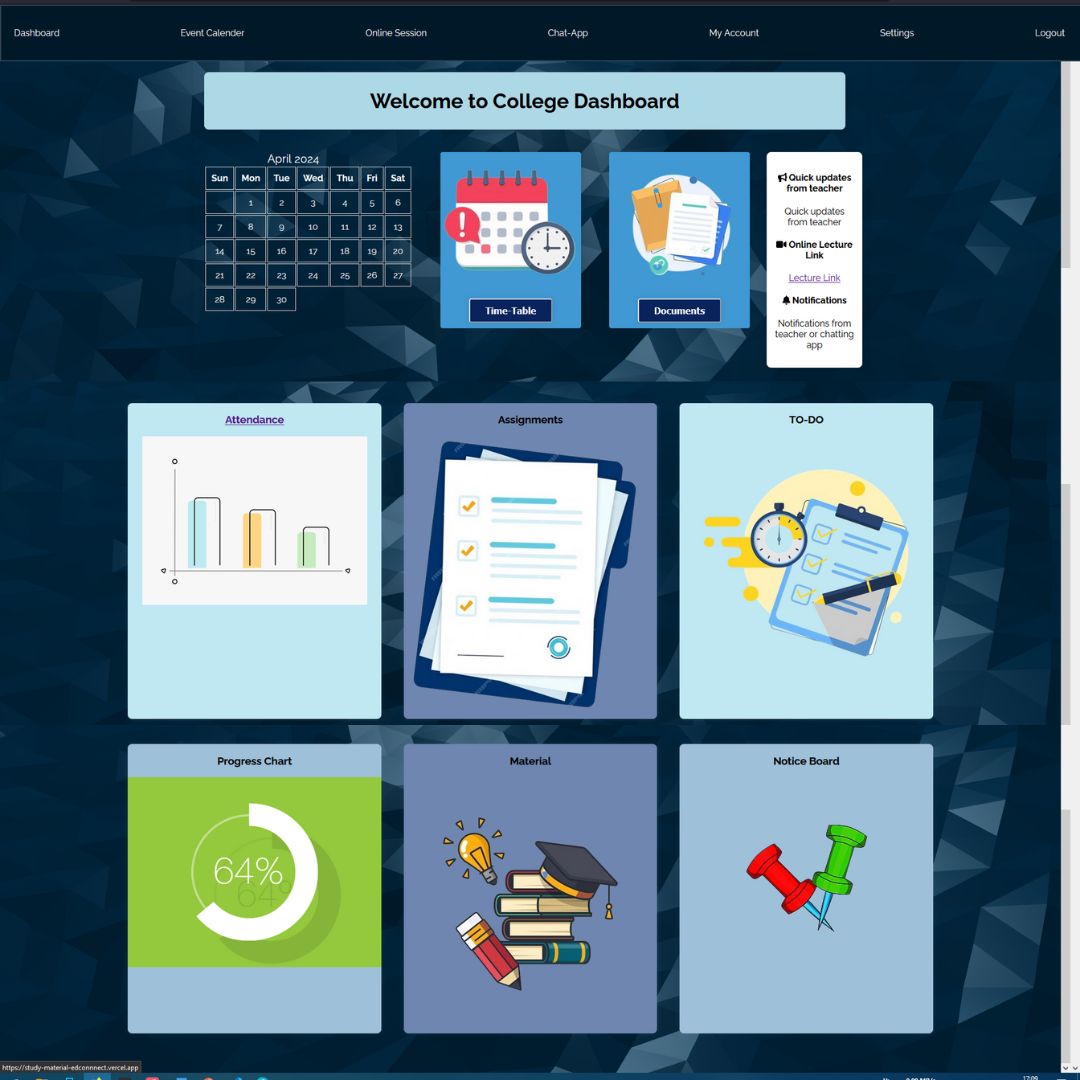 Dashboard
Event Calender
Online Session
Chat-App
My Account
Settings
Logout
Welcome to College Dashboard
April 2024
Sun Mon Tue Wed Thu Fri Sat
1 2 3 4 5 6
7 8 9 10 11 12 13
14 15 16 17 18 19 20
21 22 23 24 25 26 27
28 29 30
Time-Table
Documents
Quick updates
from teacher
Quick updates
from teacher
Online Lecture
Link
Lecture Link
Notifications
Notifications from
teacher or chatting
app
Attendance
Assignments
TO-DO
Progress Chart
64%
64%
Material
Notice Board
https://study-material-edconnnect.vercel.app